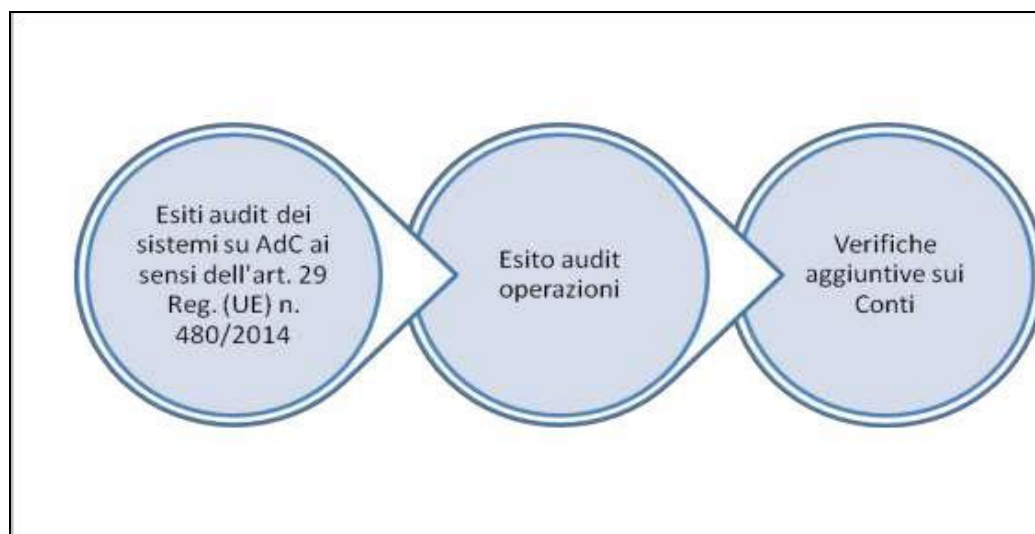 Esiti audit dei
sistemi su AdC ai
sensi dell'art. 29
Reg. (UE) n.
480/2014
Esito audit
operazioni
Verifiche
aggiuntive sui
Conti